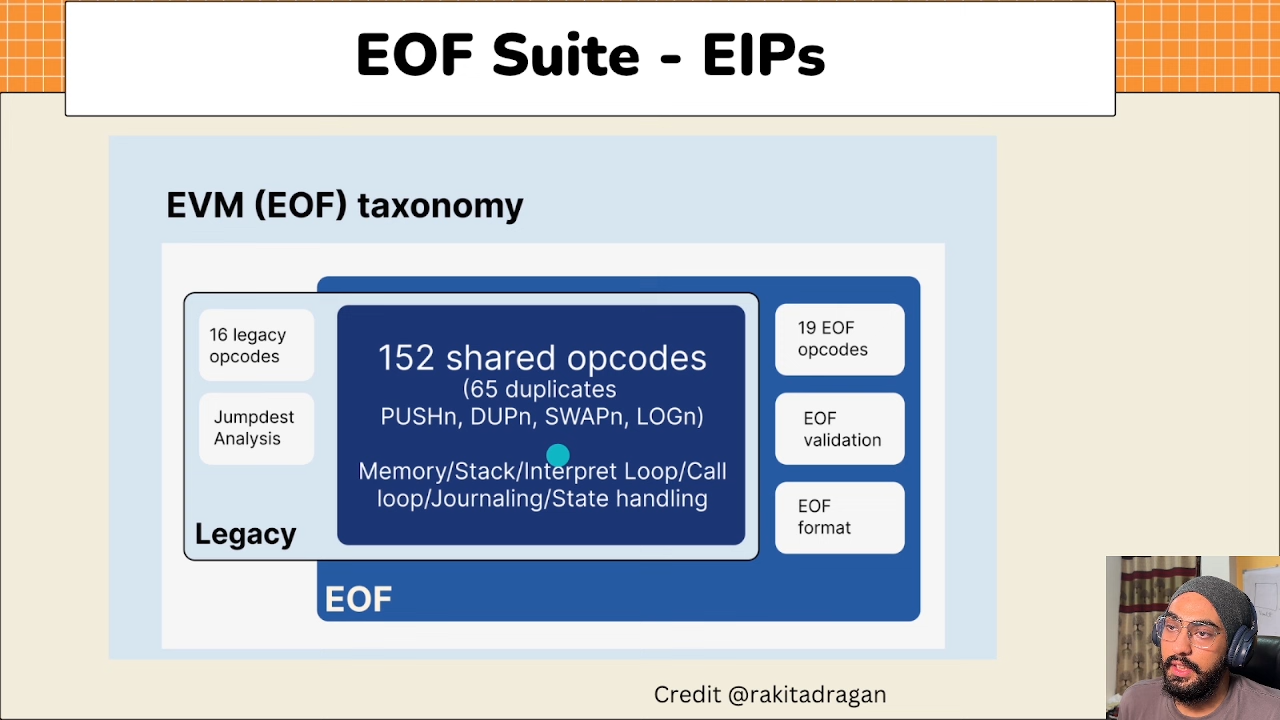 EOF Suite - EIPs
EVM (EOF) taxonomy
16 legacy
opcodes
Jumpdest
Analysis
Legacy
152 shared opcodes
(65 duplicates
PUSHn, DUPn, SWAPn, LOGn)
Memory/Stack/Interpret Loop/Call
loop/Journaling/State handling
19 EOF
opcodes
EOF
validation
EOF
format
EOF
Credit @rakitadragan